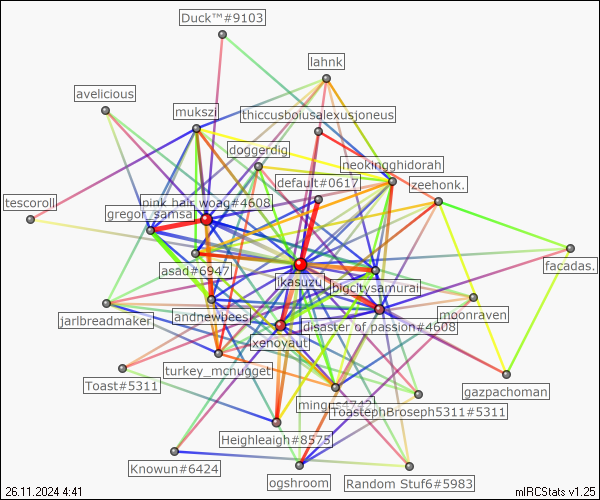 Duck™#9103
lahnk
avelicious
mukszi
thiccusboiusalexusjoneus
doggerdig
neokingghidorah
default#0617
zeehonk.
tescoroll
pink hair woag#4608
gregor_samsa
asad#6947
ikasuzu
facadas.
bigcitysamurai
jarlbreadmaker
andnewpees
moonraven
disaster of passion#4608
xenoyaut
turkey_mcnugget
Toast#5311
gazpachoman
ToastephBroseph5311#5311
Heighleaigh#8575
Knowun#6424
ogshroom
Random Stuf6#5983
26.11.2024 4:41
mIRCStats v1.25